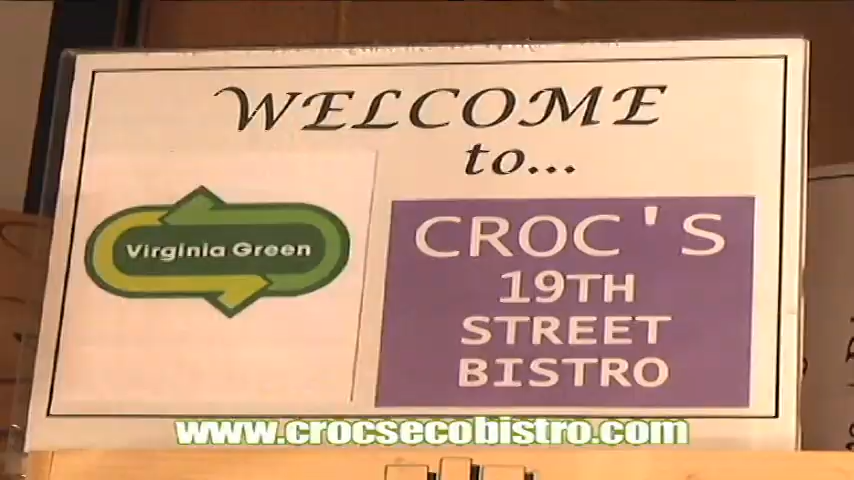 WELCOME
to...
Virginia Green
CROC'S
19TH
STREET
BISTRO
www.crocsecobistro.com